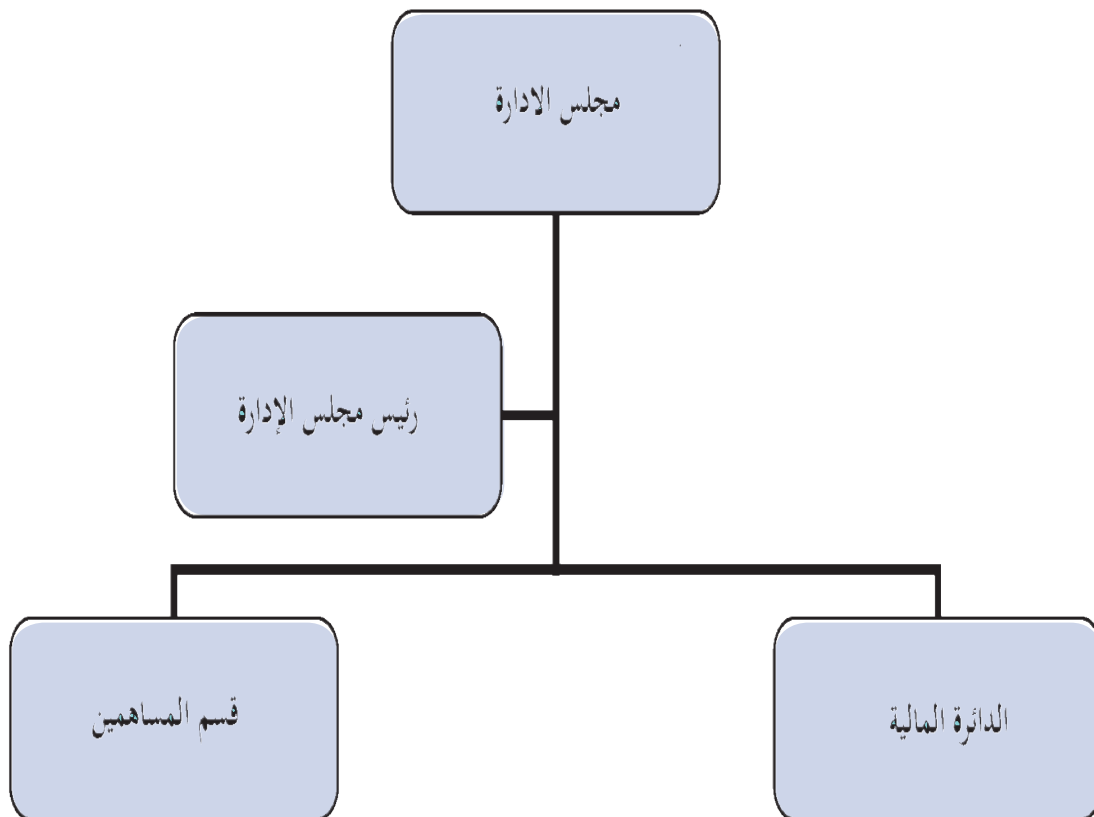 مجلس الادارة
رئيس مجلس الإدارة
الدائرة المالية
قسم المساهمين